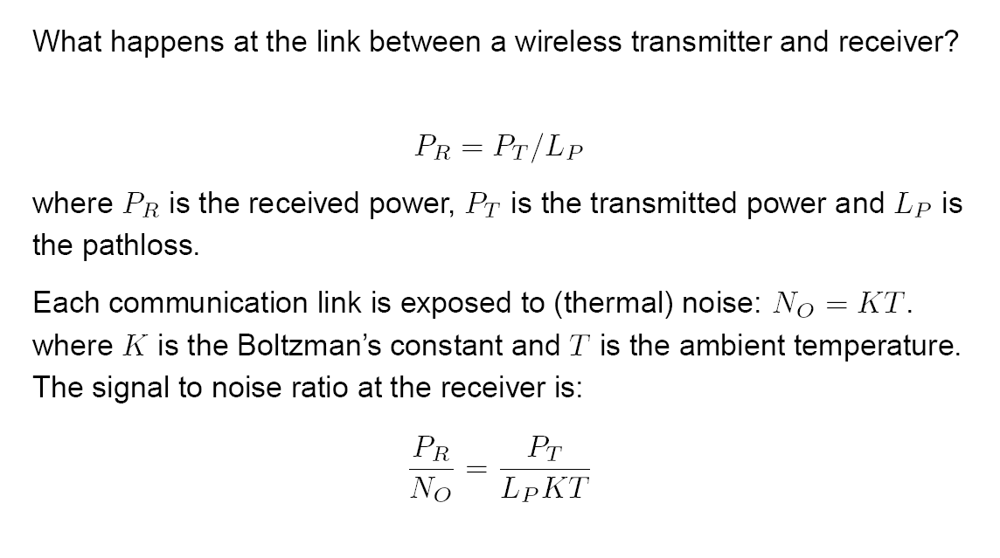 What happens at the link between a wireless transmitter and receiver?
P_R = P_T/L_P
where P_R is the received power, P_T is the transmitted power and L_P is
the pathloss.
Each communication link is exposed to (thermal) noise: N_O = KT.
where K is the Boltzman's constant and T is the ambient temperature.
The signal to noise ratio at the receiver is:
\frac{P_R}{N_O} = \frac{P_T}{L_P KT}